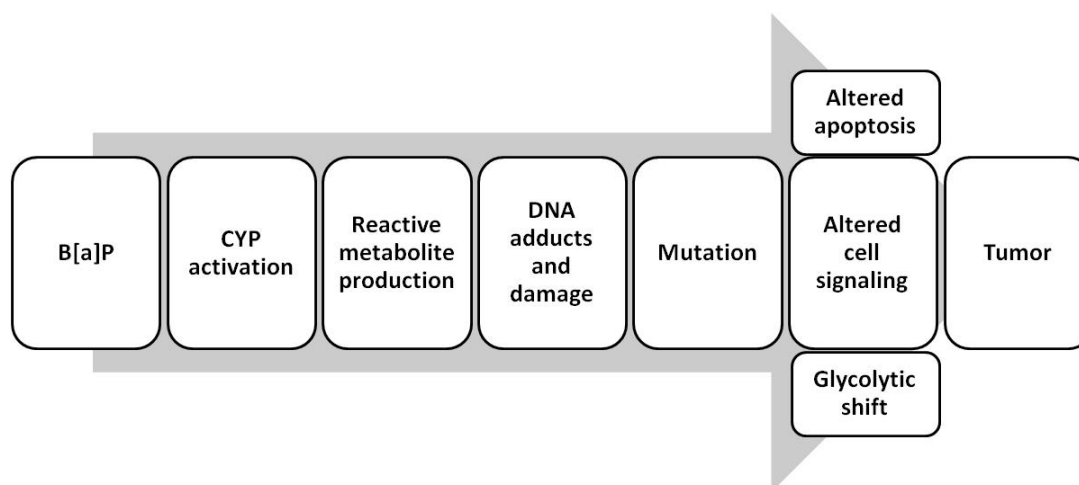 B[a]P
CYP
activation
Reactive
metabolite
production
DNA
adducts
and
damage
Mutation
Altered
apoptosis
Altered
cell
signaling
Glycolytic
shift
Tumor